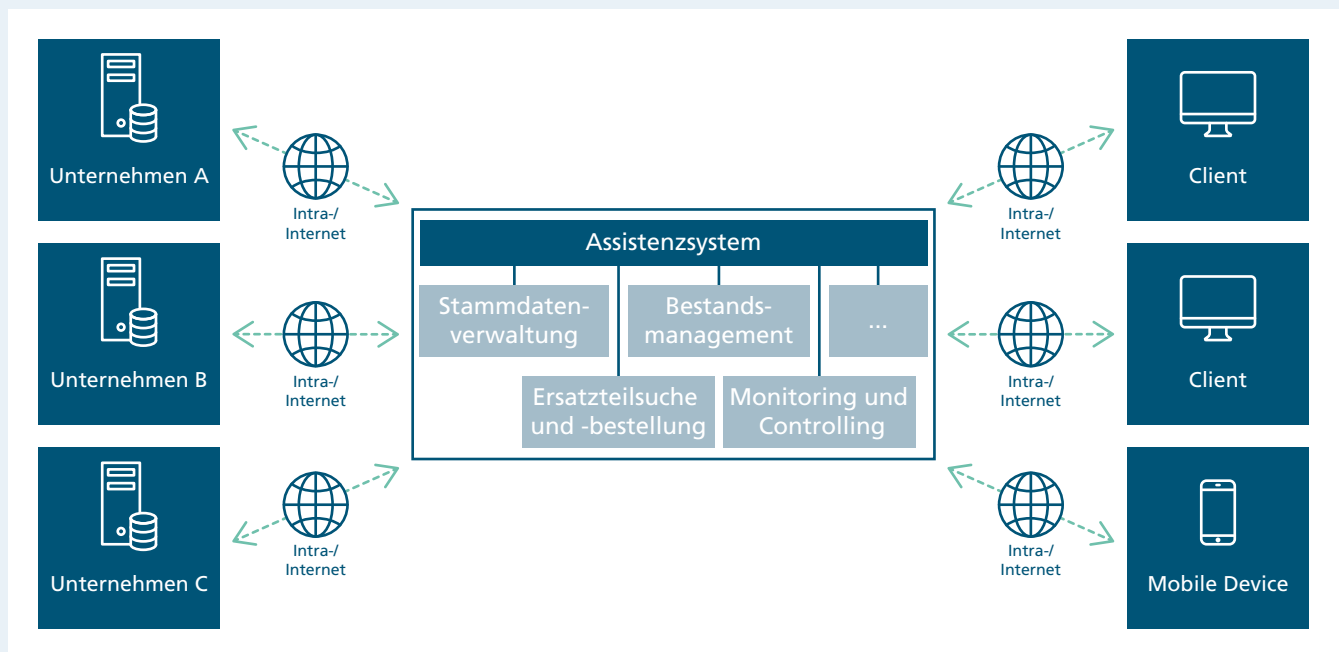 Unternehmen A
Intra-/
Internet
Unternehmen B
Intra-/
Internet
Unternehmen C
Intra-/
Internet
Assistenzsystem
Stammdaten-
verwaltung
Bestands-
management
...
Ersatzteilsuche
und -bestellung
Monitoring und
Controlling
Intra-/
Internet
Client
Intra-/
Internet
Client
Intra-/
Internet
Mobile Device